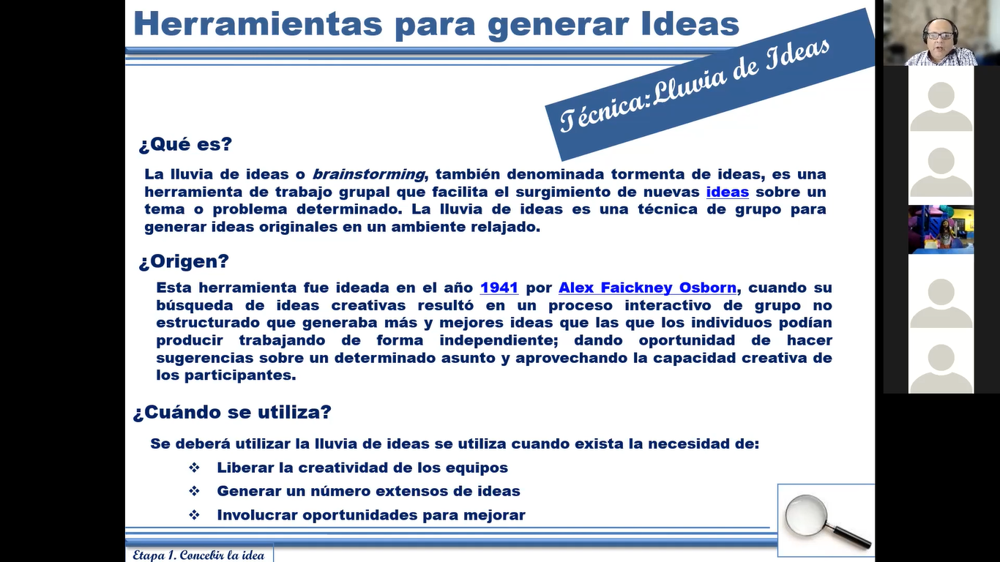 Herramientas para generar Ideas
Técnica:Lluvia de Ideas
¿Qué es?
La lluvia de ideas o brainstorming, también denominada tormenta de ideas, es una
herramienta de trabajo grupal que facilita el surgimiento de nuevas ideas sobre un
tema o problema determinado. La lluvia de ideas es una técnica de grupo para
generar ideas originales en un ambiente relajado.
¿Origen?
Esta herramienta fue ideada en el año 1941 por Alex Faickney Osborn, cuando su
búsqueda de ideas creativas resultó en un proceso interactivo de grupo no
estructurado que generaba más y mejores ideas que las que los individuos podían
producir trabajando de forma independiente; dando oportunidad de hacer
sugerencias sobre un determinado asunto y aprovechando la capacidad creativa de
los participantes.
¿Cuándo se utiliza?
Se deberá utilizar la lluvia de ideas se utiliza cuando exista la necesidad de:
❖ Liberar la creatividad de los equipos
❖ Generar un número extensos de ideas
❖ Involucrar oportunidades para mejorar
Etapa 1. Concebir la idea